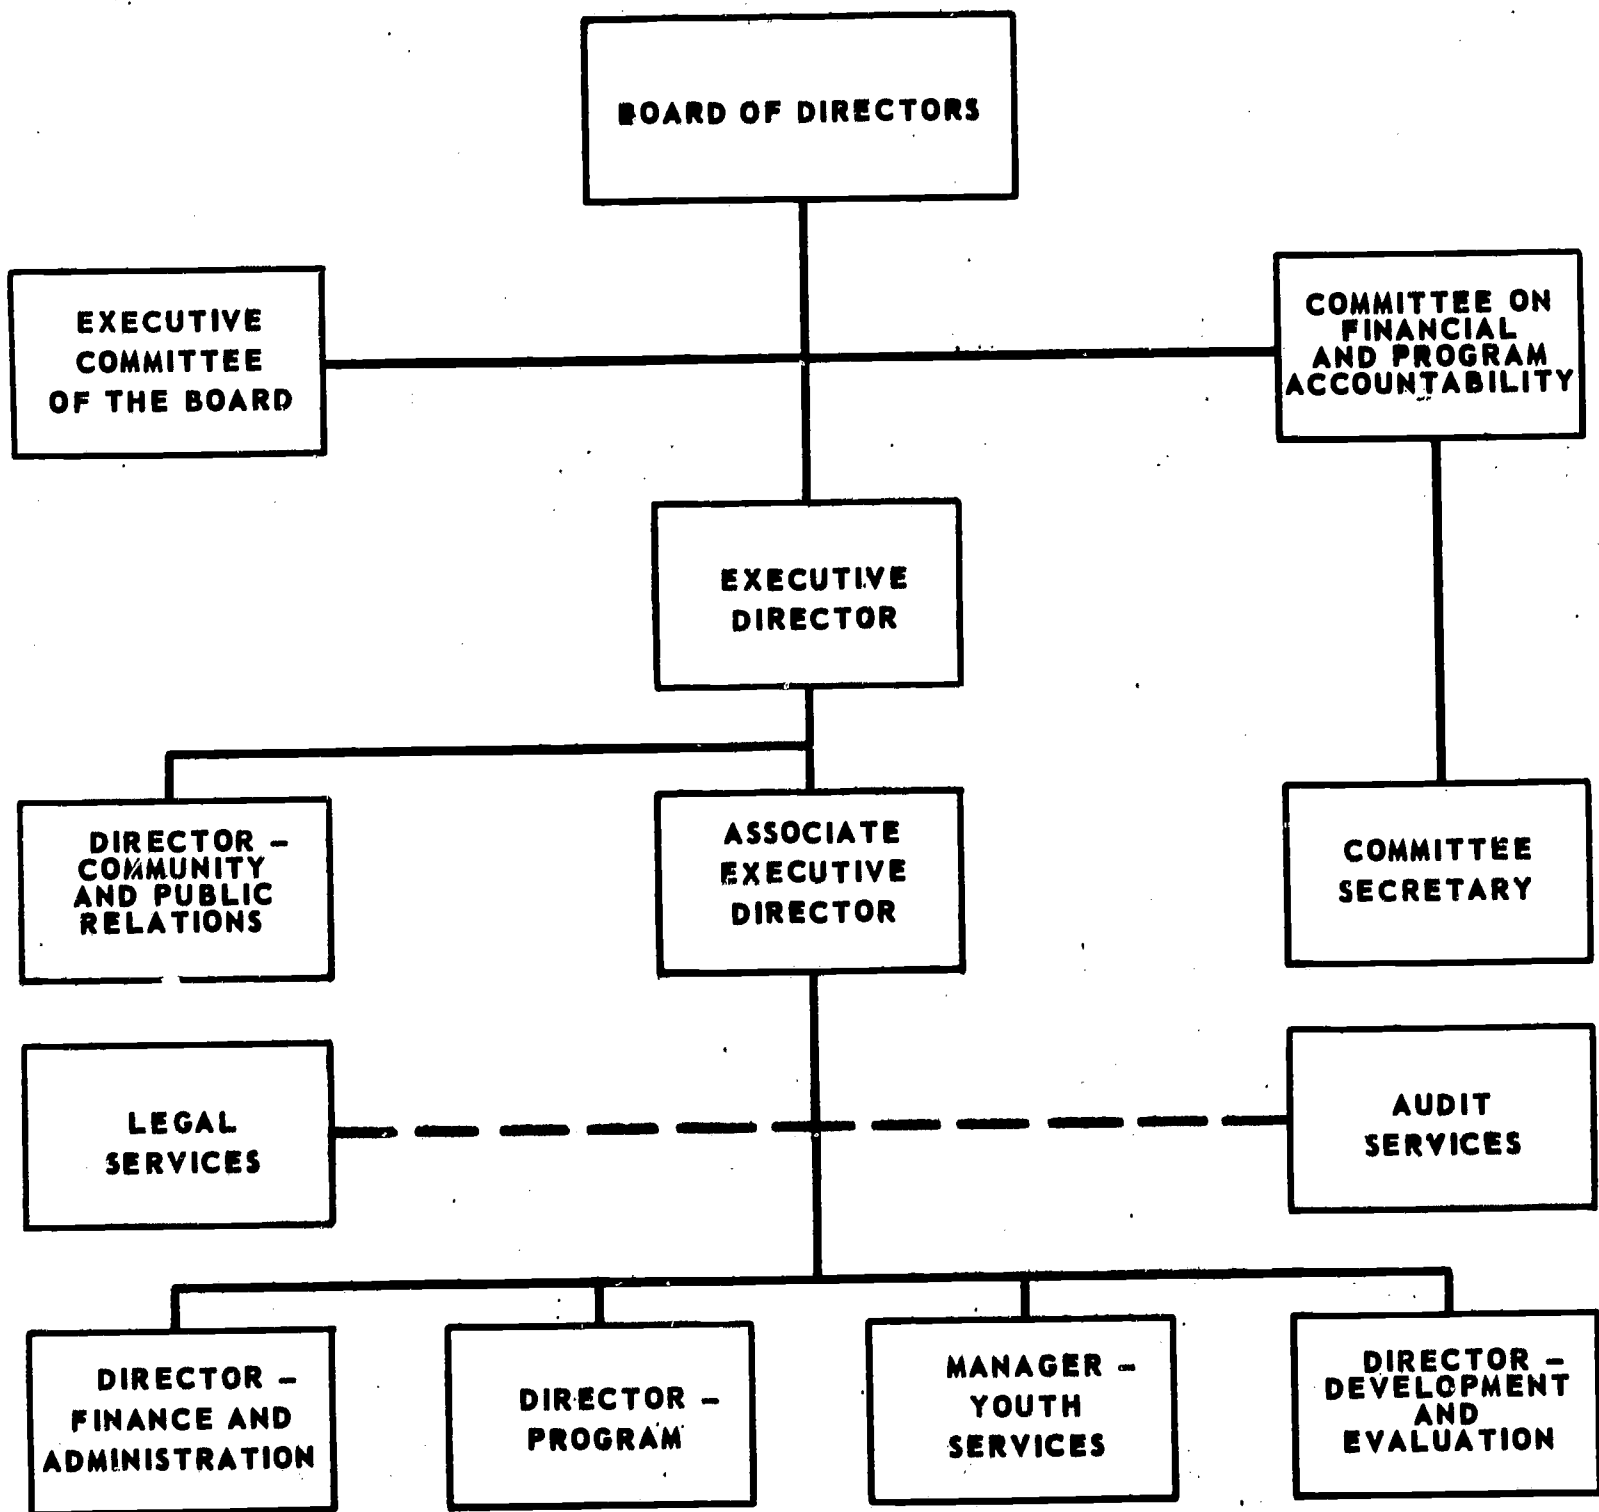 BOARD OF DIRECTORS
EXECUTIVE
COMMITTEE
OF THE BOARD
COMMITTEE ON
FINANCIAL
AND PROGRAM
ACCOUNTABILITY
EXECUTIVE
DIRECTOR
DIRECTOR –
COMMUNITY
AND PUBLIC
RELATIONS
ASSOCIATE
EXECUTIVE
DIRECTOR
COMMITTEE
SECRETARY
LEGAL
SERVICES
AUDIT
SERVICES
DIRECTOR –
FINANCE AND
ADMINISTRATION
DIRECTOR –
PROGRAM
MANAGER –
YOUTH
SERVICES
DIRECTOR –
DEVELOPMENT
AND
EVALUATION